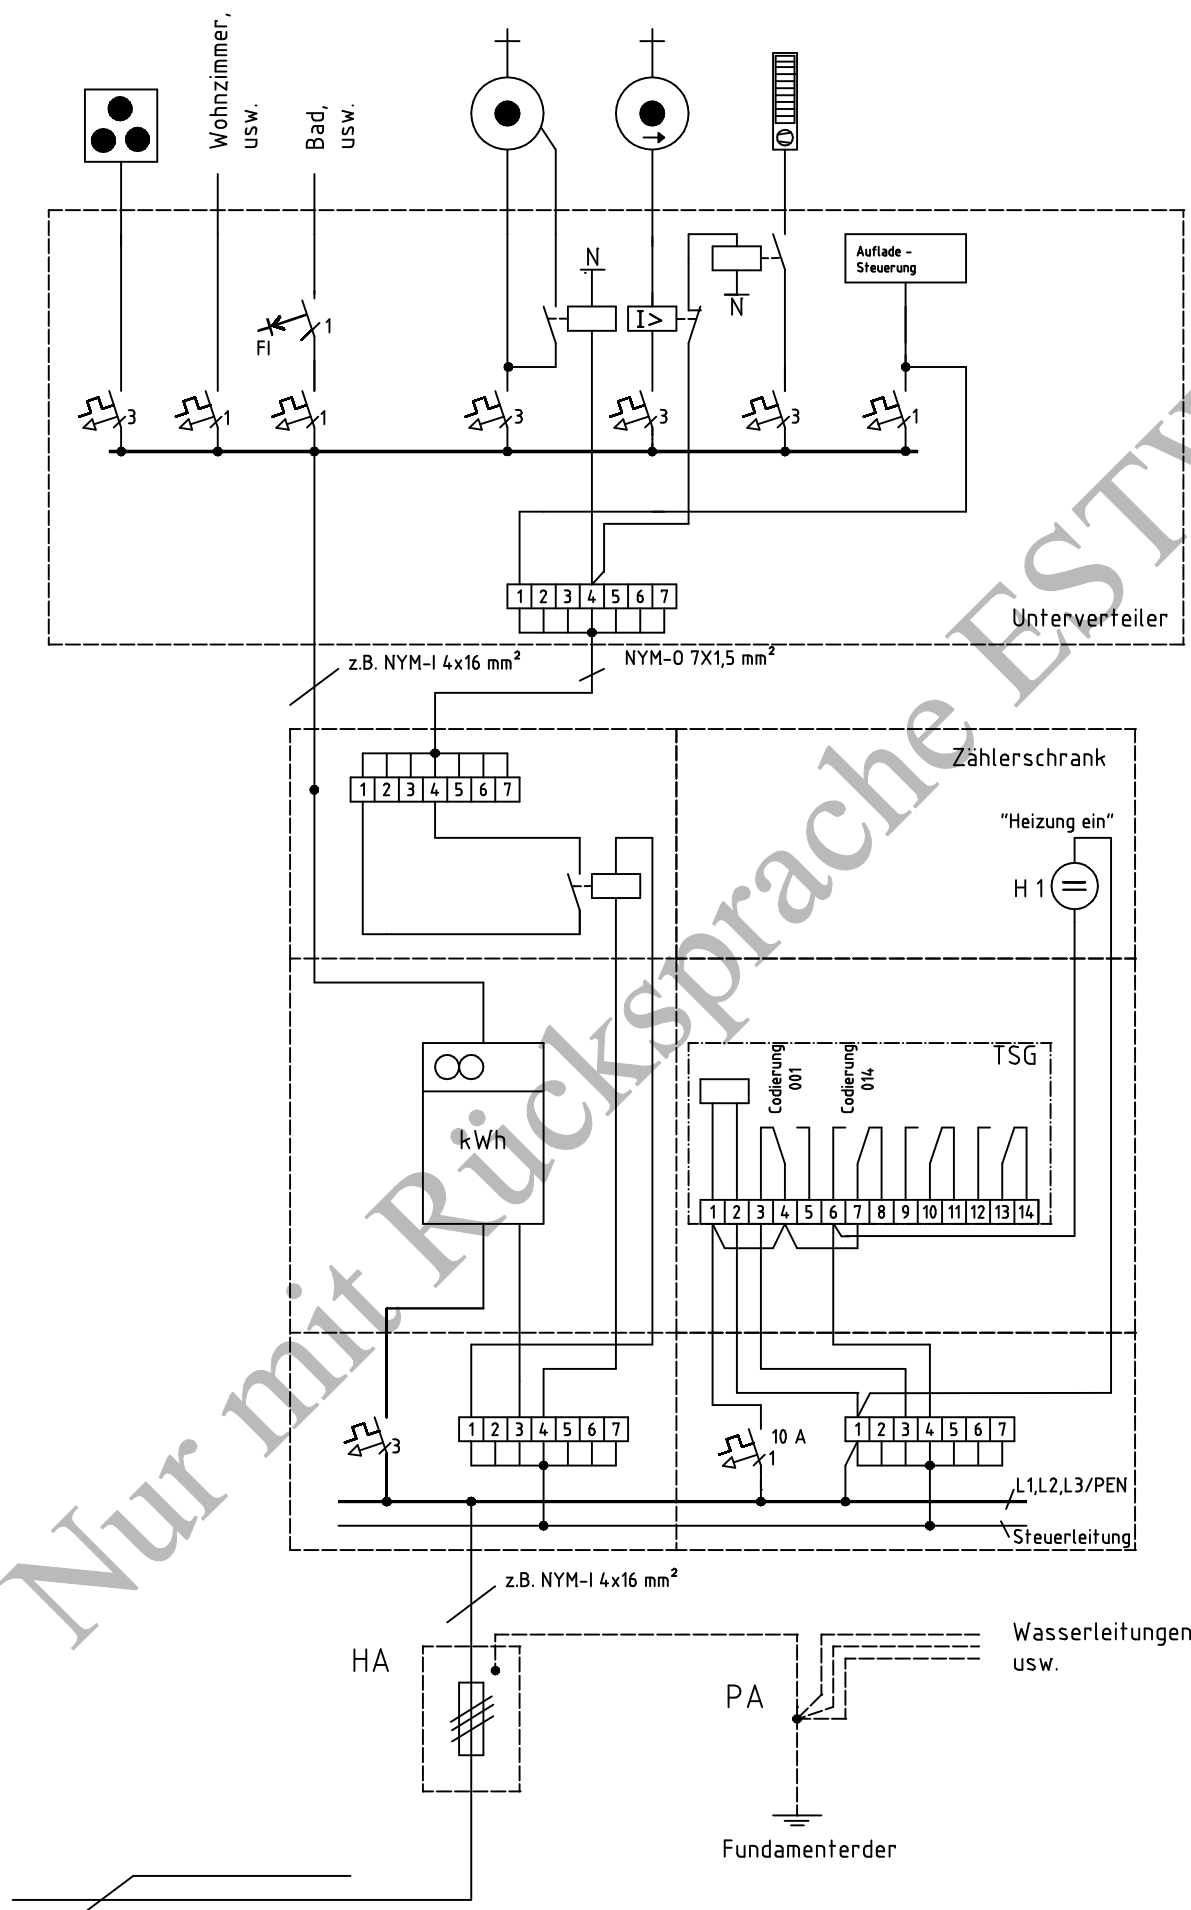 Wohnzimmer,
usw.
Bad,
usw.
N
Auflade -
Steuerung
N
I>
1
FI
3
1
1
3
3
3
1
1 2 3 4 5 6 7
Unterverteiler
z.B. NYM-I 4x16 mm²
NYM-O 7X1,5 mm²
Zählerschrank
1 2 3 4 5 6 7
"Heizung ein"
H 1
TSG
Codierung
001
Codierung
014
kWh
1 2 3 4 5 6 7 8 9 10 11 12 13 14
3
1 2 3 4 5 6 7
10 A
1
1 2 3 4 5 6 7
L1,L2,L3/PEN
Steuerleitung
z.B. NYM-I 4x16 mm²
HA
PA
Wasserleitungen
usw.
Fundamenterder
Nur mit Rücksprache